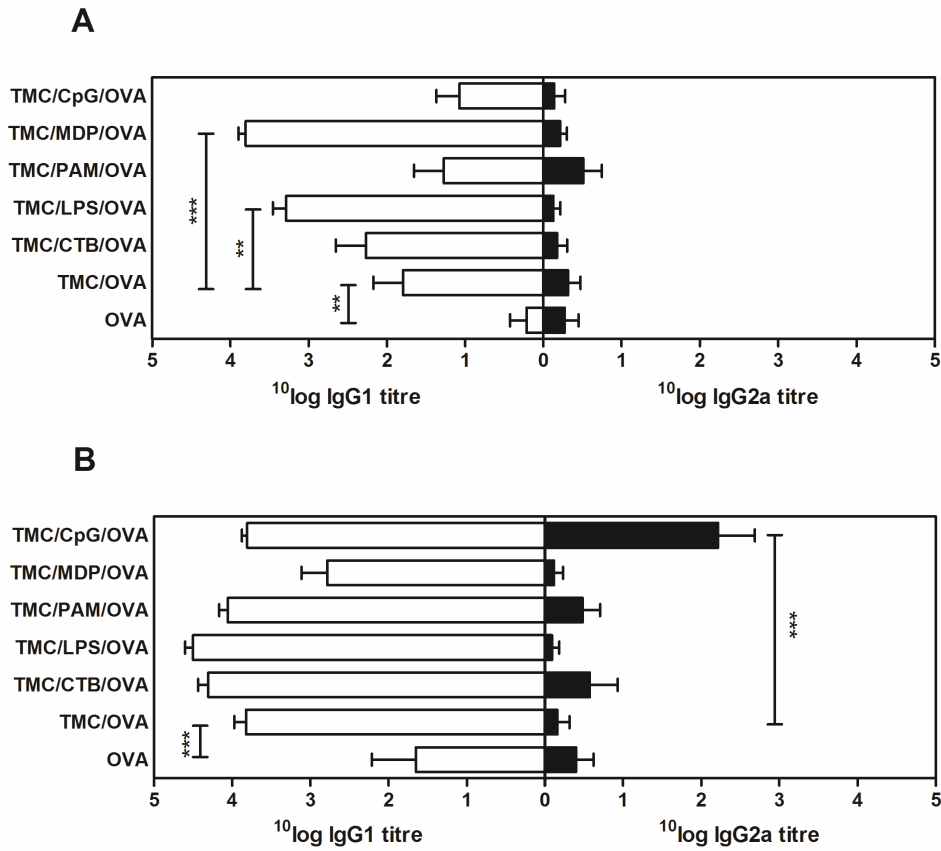 A
TMC/CpG/OVA
TMC/MDP/OVA
TMC/PAM/OVA
TMC/LPS/OVA
TMC/CTB/OVA
TMC/OVA
OVA
***
**
**
5 4 3 2 1 0 1 2 3 4 5
10log IgG1 titre 10log IgG2a titre
B
TMC/CpG/OVA
TMC/MDP/OVA
TMC/PAM/OVA
TMC/LPS/OVA
TMC/CTB/OVA
TMC/OVA
OVA
***
***
5 4 3 2 1 0 1 2 3 4 5
10log IgG1 titre 10log IgG2a titre